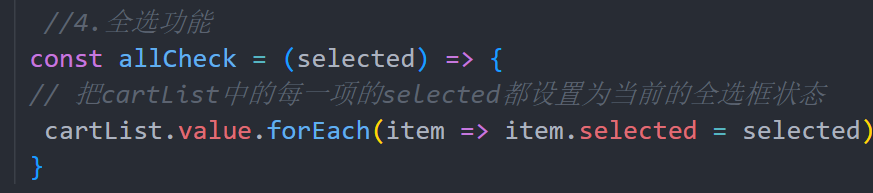 //4.全选功能
const allCheck = (selected) => {
// 把cartList中的每一项的selected都设置为当前的全选框状态
cartList.value.forEach(item => item.selected = selected)
}